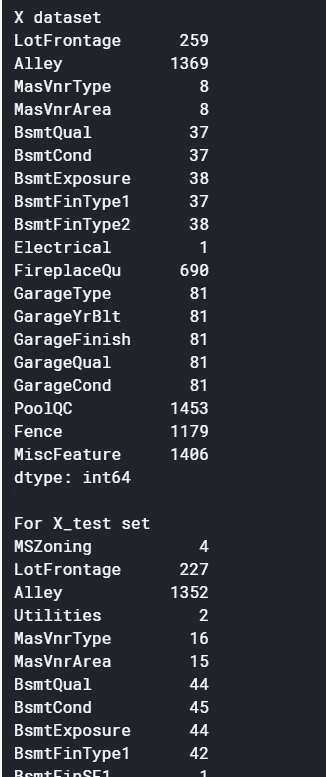 X dataset
LotFrontage 259
Alley 1369
MasVnrType 8
MasVnrArea 8
BsmtQual 37
BsmtCond 37
BsmtExposure 38
BsmtFinType1 37
BsmtFinType2 38
Electrical 1
FireplaceQu 690
GarageType 81
GarageYrBlt 81
GarageFinish 81
GarageQual 81
GarageCond 81
PoolQC 1453
Fence 1179
MiscFeature 1406
dtype: int64
For X_test set
MSZoning 4
LotFrontage 227
Alley 1352
Utilities 2
MasVnrType 16
MasVnrArea 15
BsmtQual 44
BsmtCond 45
BsmtExposure 44
BsmtFinType1 42
BsmtFinSF1 1